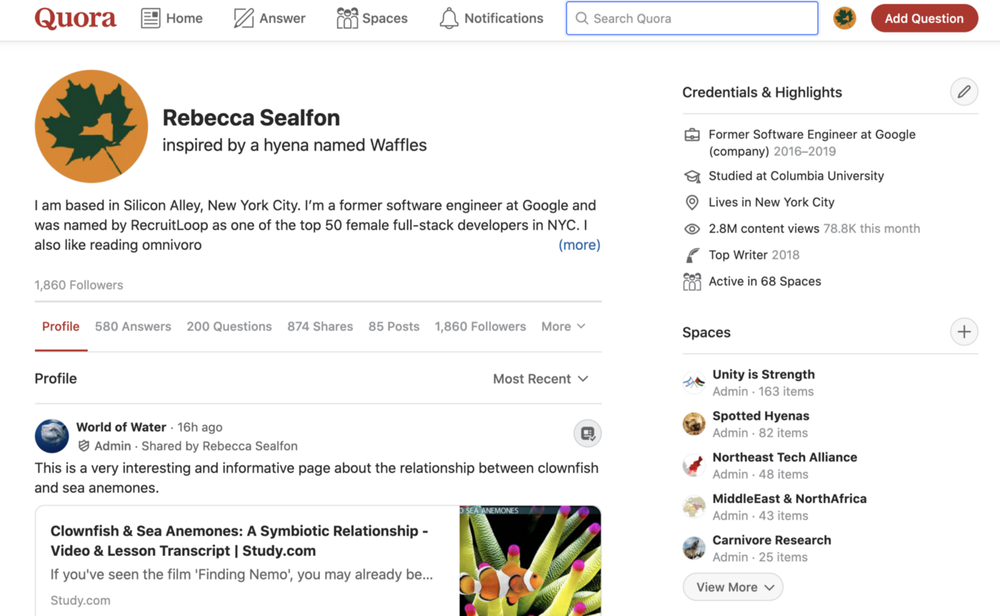 Quora
Home
Answer
Spaces
Notifications
Search Quora
Add Question
Rebecca Sealfon
inspired by a hyena named Waffles
I am based in Silicon Alley, New York City. I'm a former software engineer at Google and
was named by RecruitLoop as one of the top 50 female full-stack developers in NYC. I
also like reading omnivoro
(more)
1,860 Followers
Profile
580 Answers
200 Questions
874 Shares
85 Posts
1,860 Followers
More
Profile
Most Recent
World of Water · 16h ago
Admin · Shared by Rebecca Sealfon
This is a very interesting and informative page about the relationship between clownfish
and sea anemones.
Clownfish & Sea Anemones: A Symbiotic Relationship -
Video & Lesson Transcript | Study.com
If you've seen the film 'Finding Nemo', you may already be...
Study.com
SEA ANEMONES
Credentials & Highlights
Former Software Engineer at Google
(company) 2016–2019
Studied at Columbia University
Lives in New York City
2.8M content views 78.8K this month
Top Writer 2018
Active in 68 Spaces
Spaces
Unity is Strength
Admin · 163 items
Spotted Hyenas
Admin · 82 items
Northeast Tech Alliance
Admin · 48 items
MiddleEast & NorthAfrica
Admin · 43 items
Carnivore Research
Admin · 25 items
View More